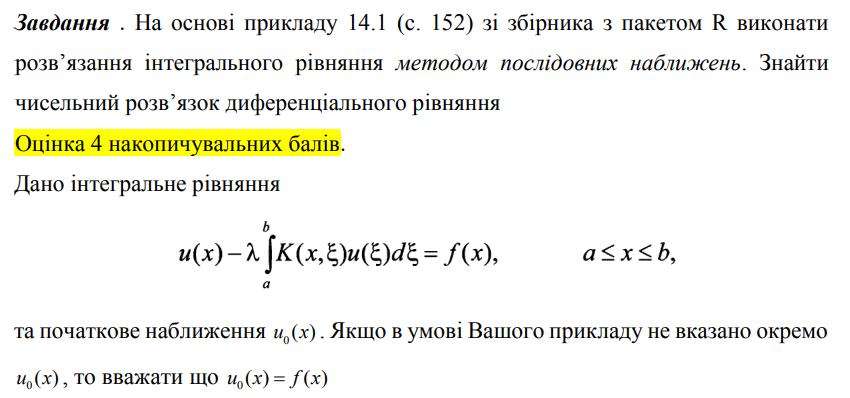 Завдання . На основі прикладу 14.1 (с. 152) зі збірника з пакетом R виконати
розв’язання інтегрального рівняння методом послідовних наближень. Знайти
чисельний розв’язок диференціального рівняння
Оцінка 4 накопичувальних балів.
Дано інтегральне рівняння
u(x) − λ∫ₐᵇ K(x,ξ)u(ξ)dξ = f(x), a ≤ x ≤ b,
та початкове наближення u₀(x). Якщо в умові Вашого прикладу не вказано окремо
u₀(x), то вважати що u₀(x) = f(x)